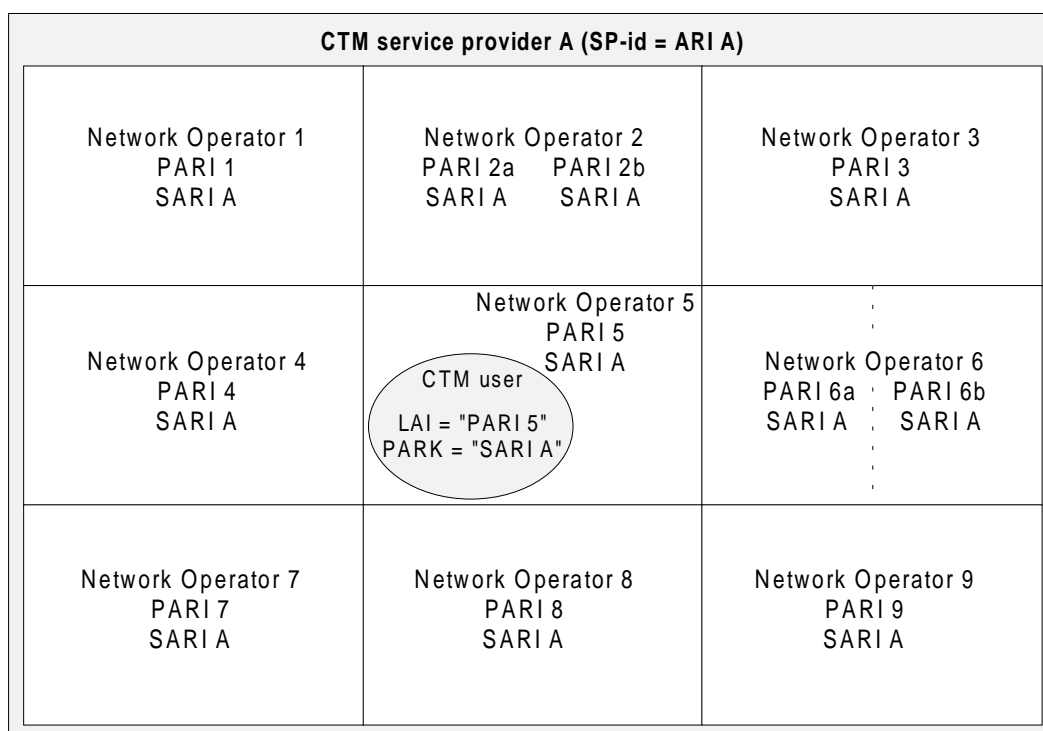 CTM service provider A (SP-id = ARI A)
Network Operator 1
PARI 1
SARI A
Network Operator 2
PARI 2a PARI 2b
SARI A SARI A
Network Operator 3
PARI 3
SARI A
Network Operator 4
PARI 4
SARI A
Network Operator 5
PARI 5
SARI A
CTM user
LAI = "PARI 5"
PARK = "SARI A"
Network Operator 6
PARI 6a PARI 6b
SARI A SARI A
Network Operator 7
PARI 7
SARI A
Network Operator 8
PARI 8
SARI A
Network Operator 9
PARI 9
SARI A